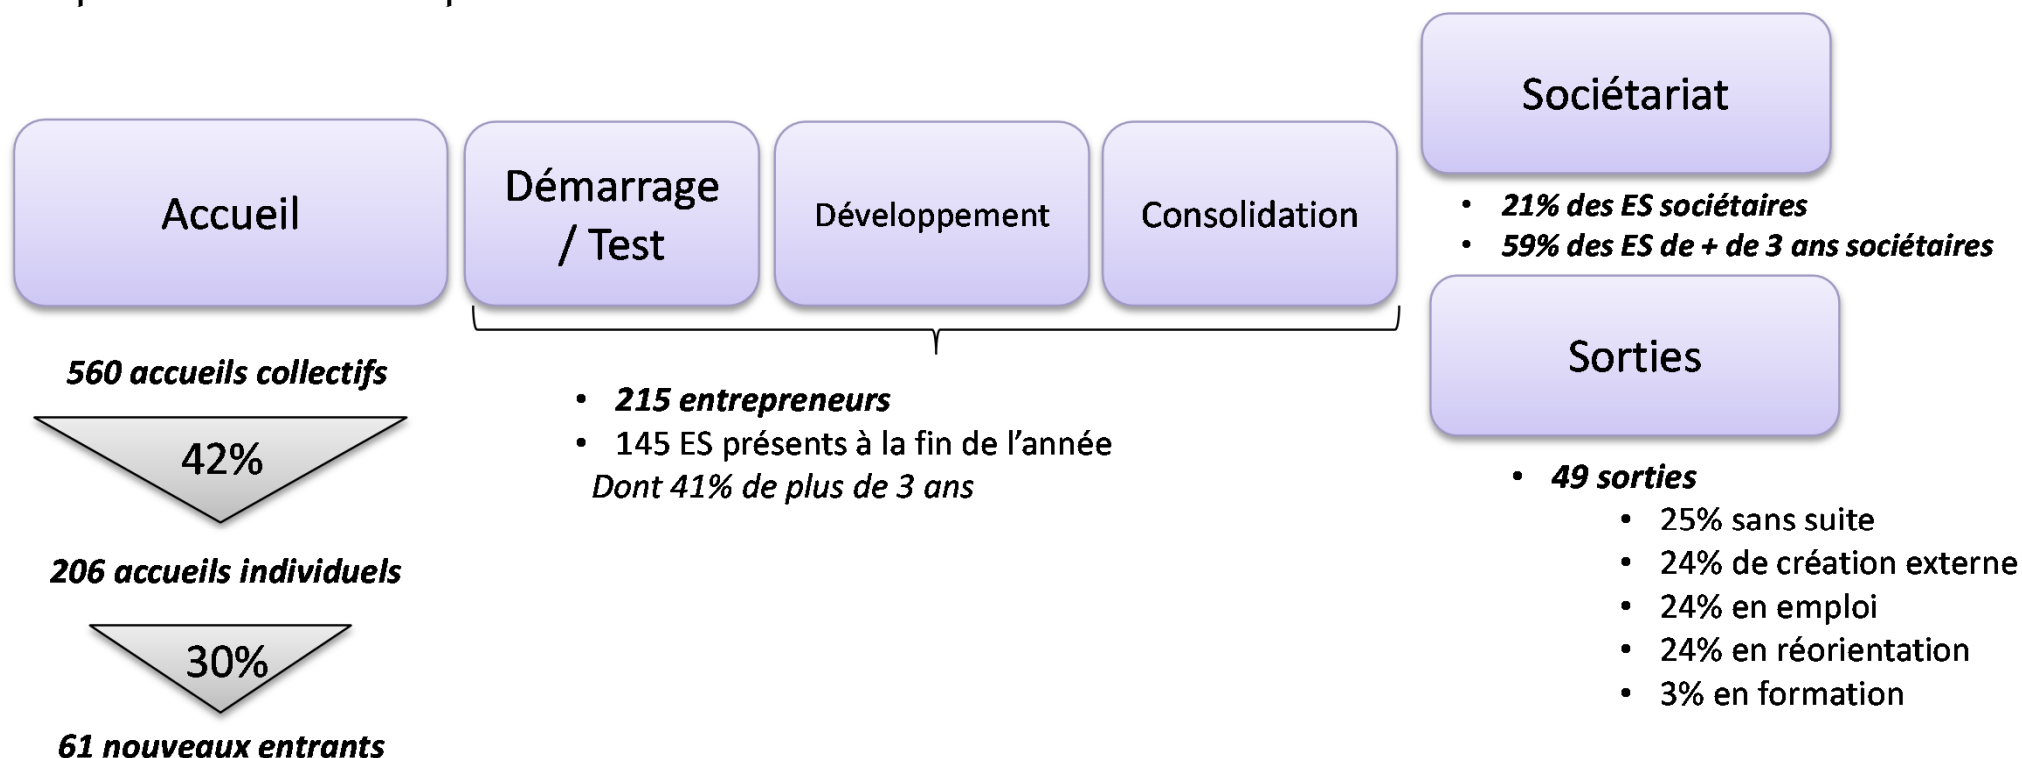 Accueil
560 accueils collectifs
42%
206 accueils individuels
30%
61 nouveaux entrants
Démarrage
/ Test
Développement
Consolidation
• 215 entrepreneurs
• 145 ES présents à la fin de l’année
Dont 41% de plus de 3 ans
Sociétariat
• 21% des ES sociétaires
• 59% des ES de + de 3 ans sociétaires
Sorties
• 49 sorties
• 25% sans suite
• 24% de création externe
• 24% en emploi
• 24% en réorientation
• 3% en formation